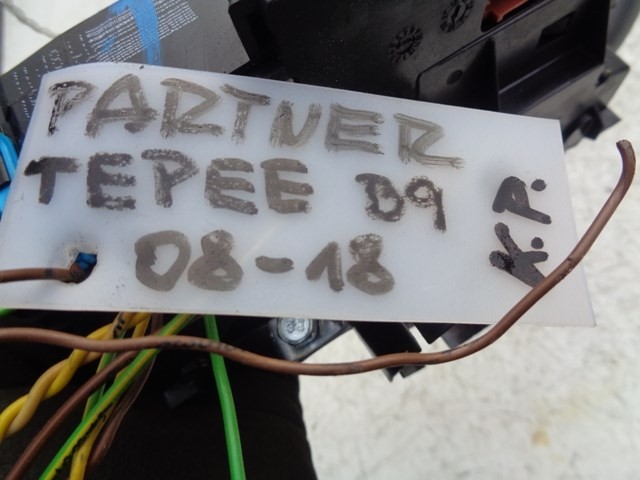 PARTNER
TEPEE B9
08-18
K.P.